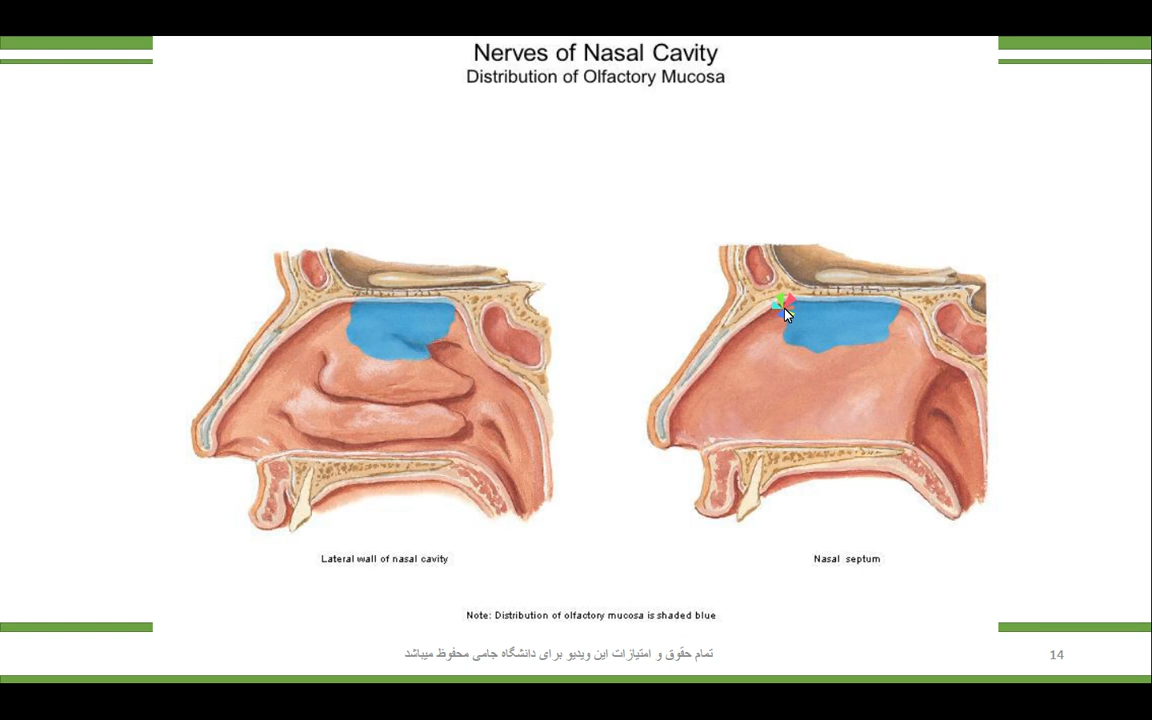 Nerves of Nasal Cavity
Distribution of Olfactory Mucosa
Lateral wall of nasal cavity
Nasal septum
Note: Distribution of olfactory mucosa is shaded blue
تمام حقوق و امتیازات این ویدیو برای دانشگاه جامی محفوظ میباشد
14